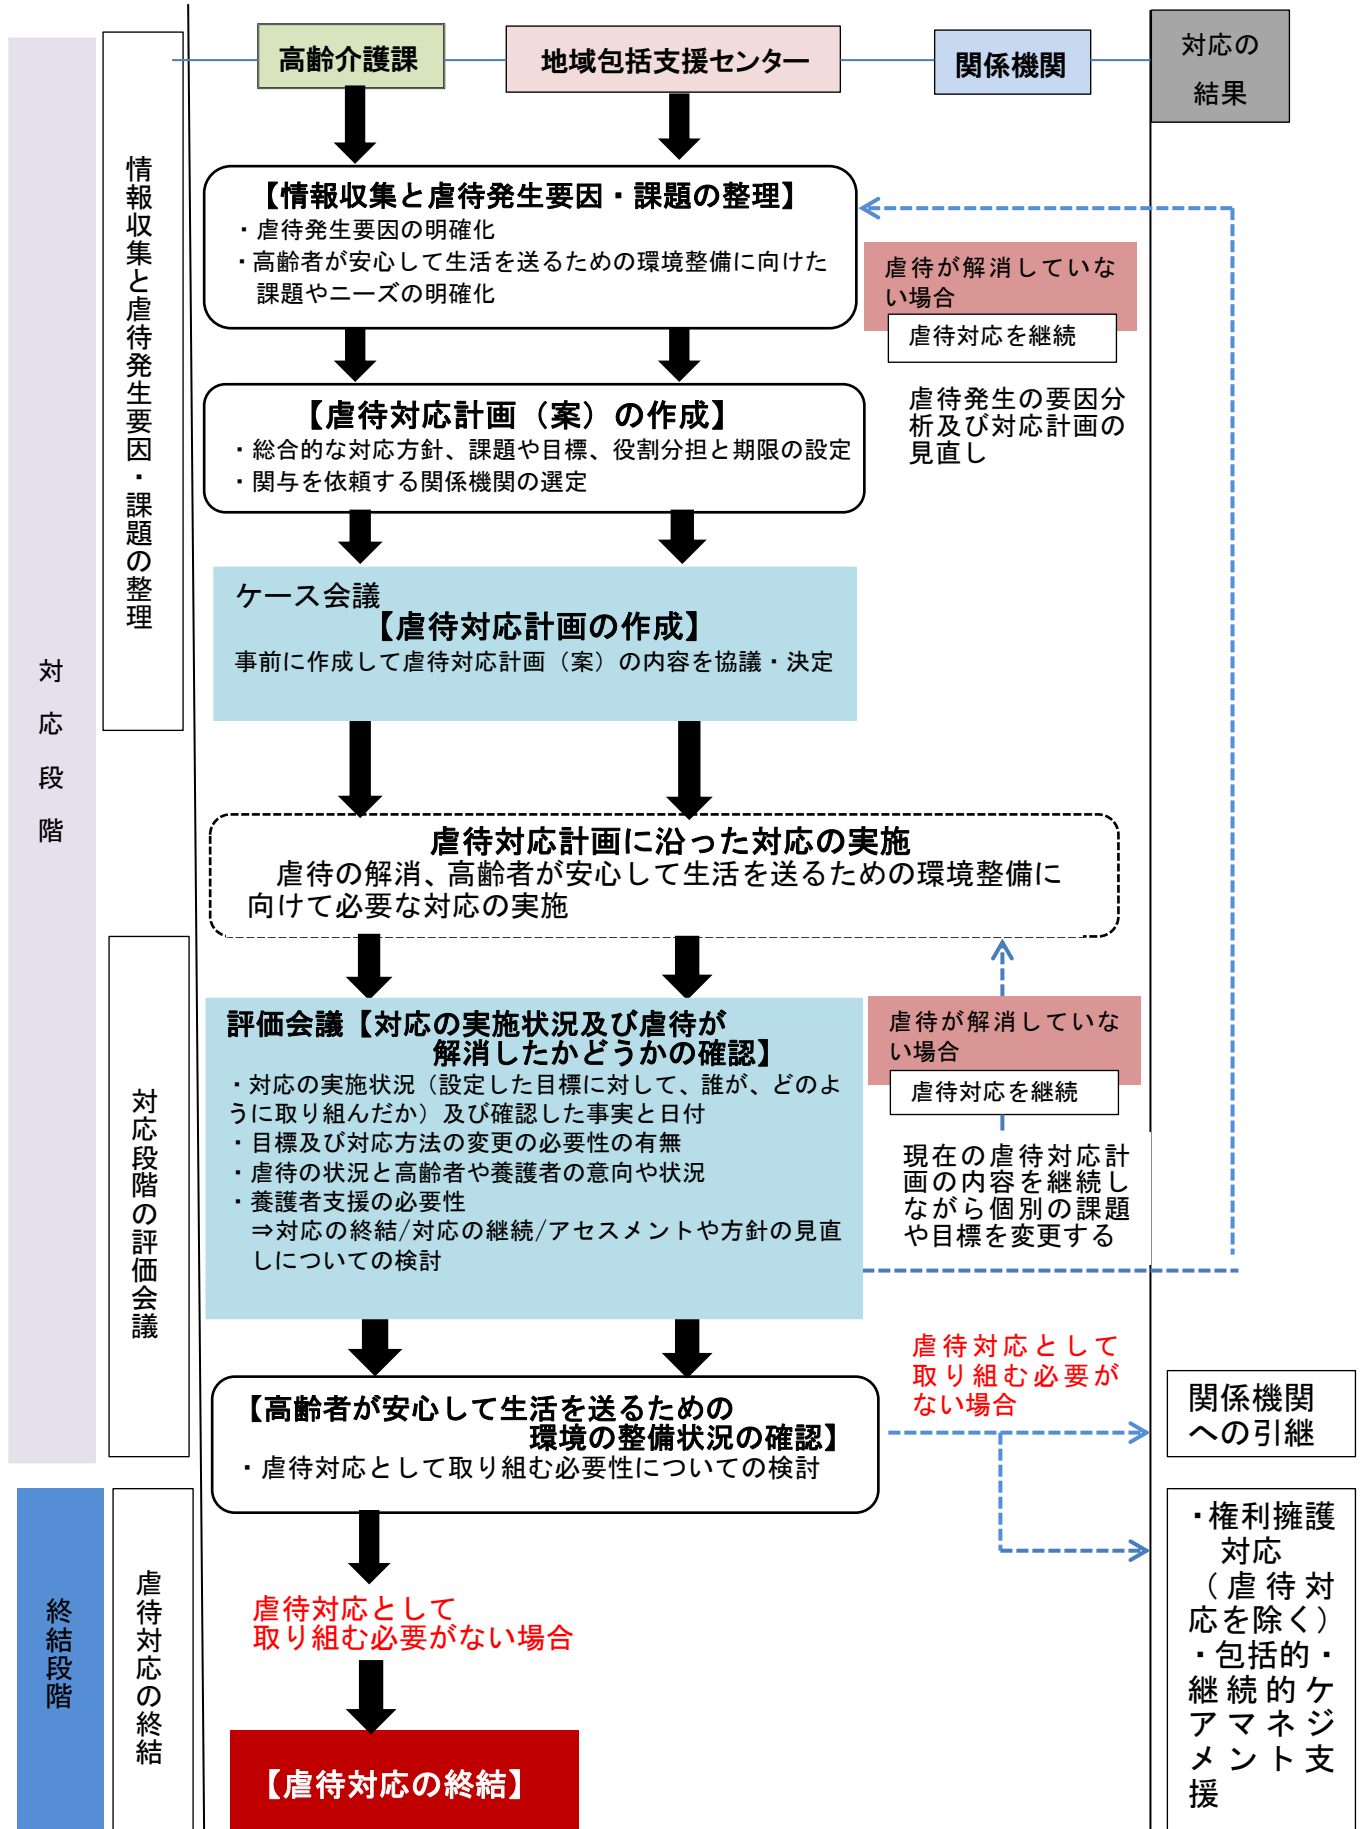 高齢介護課
地域包括支援センター
関係機関
対応の
結果
対応段階
情報収集と虐待発生要因・課題の整理
【情報収集と虐待発生要因・課題の整理】
・虐待発生要因の明確化
・高齢者が安心して生活を送るための環境整備に向けた
課題やニーズの明確化
虐待が解消していな
い場合
虐待対応を継続
虐待発生の要因分
析及び対応計画の
見直し
【虐待対応計画（案）の作成】
・総合的な対応方針、課題や目標、役割分担と期限の設定
・関与を依頼する関係機関の選定
ケース会議
【虐待対応計画の作成】
事前に作成して虐待対応計画（案）の内容を協議・決定
虐待対応計画に沿った対応の実施
虐待の解消、高齢者が安心して生活を送るための環境整備に
向けて必要な対応の実施
対応段階の評価会議
評価会議【対応の実施状況及び虐待が
解消したかどうかの確認】
・対応の実施状況（設定した目標に対して、誰が、どのよ
うに取り組んだか）及び確認した事実と日付
・目標及び対応方法の変更の必要性の有無
・虐待の状況と高齢者や養護者の意向や状況
・養護者支援の必要性
⇒対応の終結/対応の継続/アセスメントや方針の見直
しについての検討
虐待が解消していな
い場合
虐待対応を継続
現在の虐待対応計
画の内容を継続し
ながら個別の課題
や目標を変更する
【高齢者が安心して生活を送るための
環境の整備状況の確認】
・虐待対応として取り組む必要性についての検討
虐待対応として
取り組む必要が
ない場合
関係機関
への引継
・権利擁護
対応
（虐待対
応を除く）
・包括的・
継続的ケ
アマネジ
メント支
援
終結段階
虐待対応の終結
虐待対応として
取り組む必要がない場合
【虐待対応の終結】